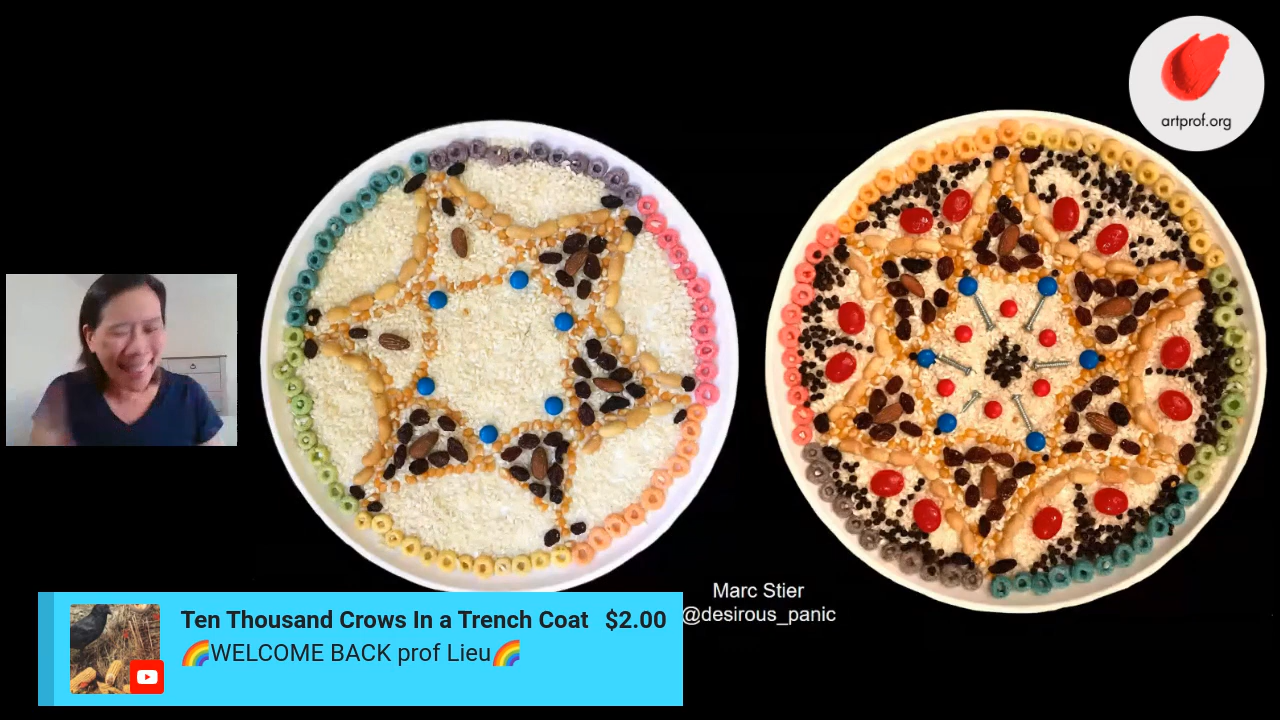 artprof.org
Marc Stier
@desirous_panic
Ten Thousand Crows In a Trench Coat $2.00
🌈WELCOME BACK prof Lieu🌈